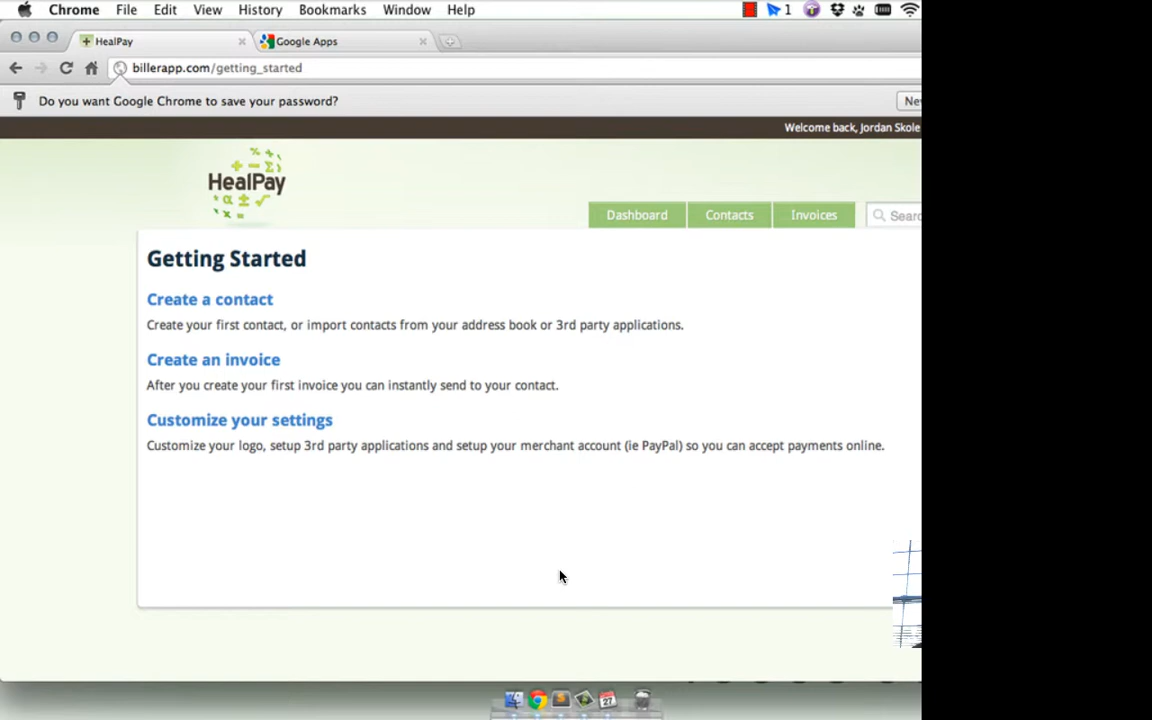 Chrome File Edit View History Bookmarks Window Help 1
HealPay Google Apps
billerapp.com/getting_started
Do you want Google Chrome to save your password?
Welcome back, Jordan Skole
HealPay
Dashboard Contacts Invoices
Getting Started
Create a contact
Create your first contact, or import contacts from your address book or 3rd party applications.
Create an invoice
After you create your first invoice you can instantly send to your contact.
Customize your settings
Customize your logo, setup 3rd party applications and setup your merchant account (ie PayPal) so you can accept payments online.
27